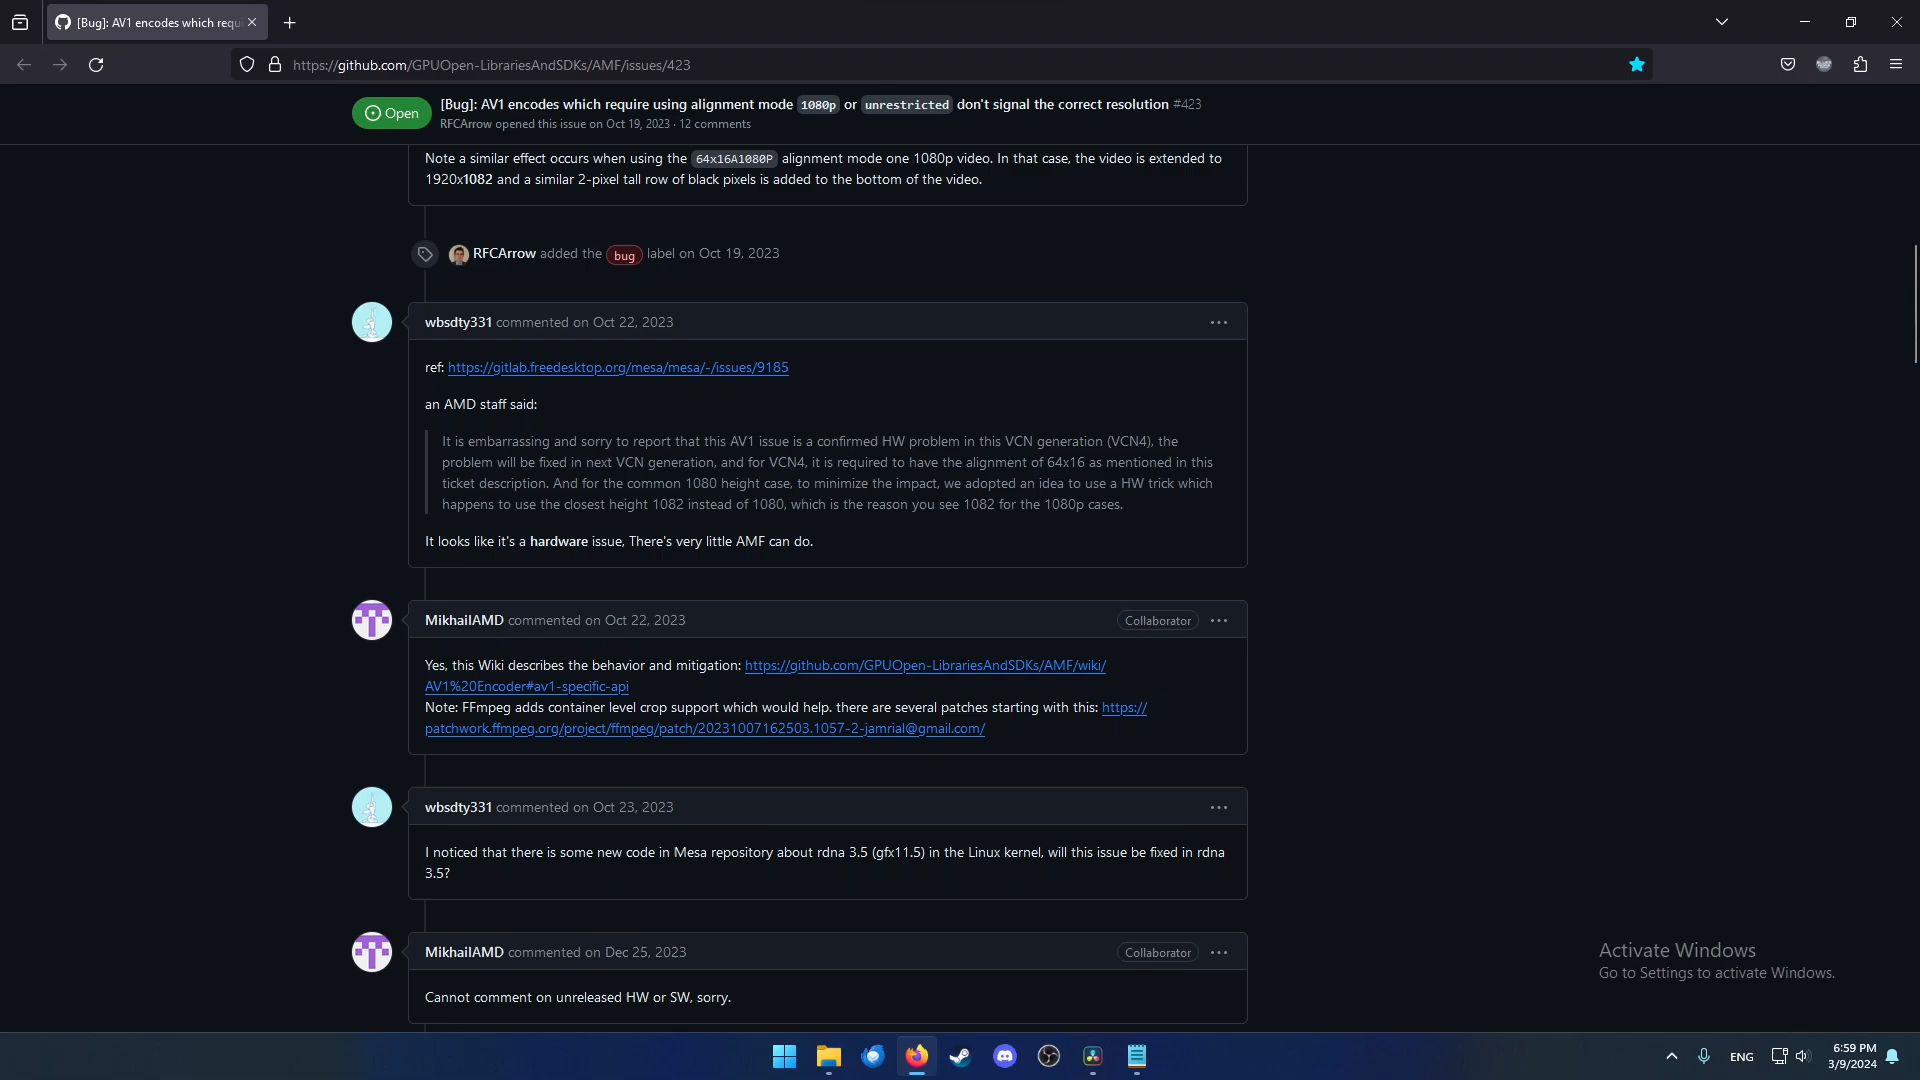 [Bug]: AV1 encodes which requi
https://github.com/GPUOpen-LibrariesAndSDKs/AMF/issues/423
Open
[Bug]: AV1 encodes which require using alignment mode 1080p or unrestricted don't signal the correct resolution #423
RFCArrow opened this issue on Oct 19, 2023 · 12 comments
Note a similar effect occurs when using the 64x16A1080P alignment mode one 1080p video. In that case, the video is extended to
1920x1082 and a similar 2-pixel tall row of black pixels is added to the bottom of the video.
RFCArrow added the bug label on Oct 19, 2023
wbsdty331 commented on Oct 22, 2023
ref: https://gitlab.freedesktop.org/mesa/mesa/-/issues/9185
an AMD staff said:
It is embarrassing and sorry to report that this AV1 issue is a confirmed HW problem in this VCN generation (VCN4), the
problem will be fixed in next VCN generation, and for VCN4, it is required to have the alignment of 64x16 as mentioned in this
ticket description. And for the common 1080 height case, to minimize the impact, we adopted an idea to use a HW trick which
happens to use the closest height 1082 instead of 1080, which is the reason you see 1082 for the 1080p cases.
It looks like it's a hardware issue, There's very little AMF can do.
MikhailAMD commented on Oct 22, 2023
Collaborator
Yes, this Wiki describes the behavior and mitigation: https://github.com/GPUOpen-LibrariesAndSDKs/AMF/wiki/
AV1%20Encoder#av1-specific-api
Note: FFmpeg adds container level crop support which would help. there are several patches starting with this: https://
patchwork.ffmpeg.org/project/ffmpeg/patch/20231007162503.1057-2-jamrial@gmail.com/
wbsdty331 commented on Oct 23, 2023
I noticed that there is some new code in Mesa repository about rdna 3.5 (gfx11.5) in the Linux kernel, will this issue be fixed in rdna
3.5?
MikhailAMD commented on Dec 25, 2023
Collaborator
Cannot comment on unreleased HW or SW, sorry.
Activate Windows
Go to Settings to activate Windows.
ENG
6:59 PM
3/9/2024